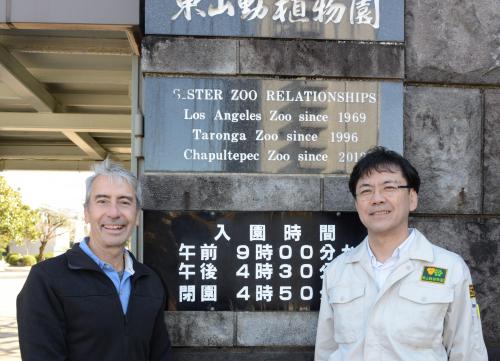 東山動植物園
SISTER ZOO RELATIONSHIPS
Los Angeles Zoo since 1969
Taronga Zoo since 1996
Chapultepec Zoo since
入園時間
午前 9時00分
午後 4時30分
閉園 4時50